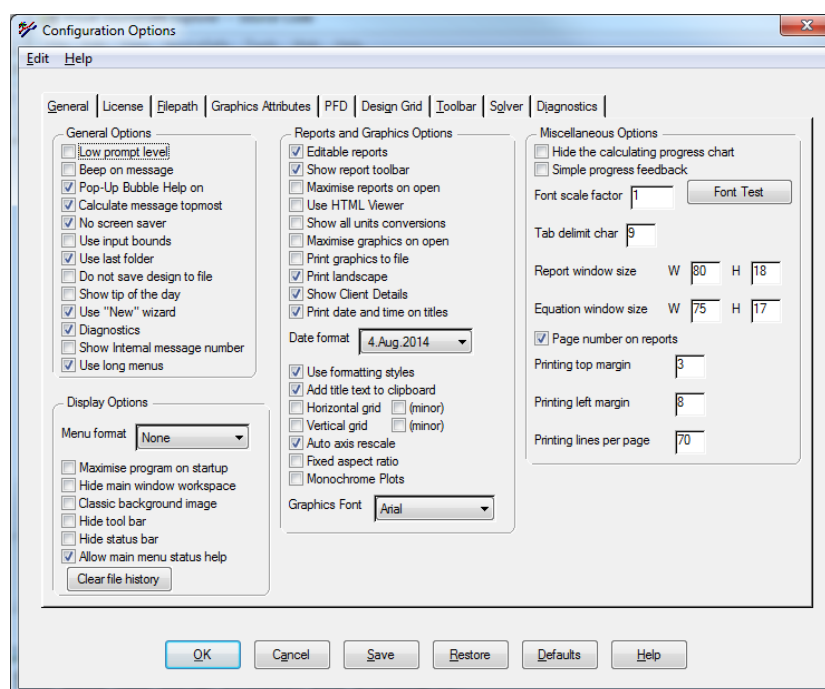 Configuration Options
Edit Help
General License Filepath Graphics Attributes PFD Design Grid Toolbar Solver Diagnostics
General Options
Low prompt level
Beep on message
Pop-Up Bubble Help on
Calculate message topmost
No screen saver
Use input bounds
Use last folder
Do not save design to file
Show tip of the day
Use "New" wizard
Diagnostics
Show Internal message number
Use long menus
Display Options
Menu format None
Maximise program on startup
Hide main window workspace
Classic background image
Hide tool bar
Hide status bar
Allow main menu status help
Clear file history
Reports and Graphics Options
Editable reports
Show report toolbar
Maximise reports on open
Use HTML Viewer
Show all units conversions
Maximise graphics on open
Print graphics to file
Print landscape
Show Client Details
Print date and time on titles
Date format 4.Aug.2014
Use formatting styles
Add title text to clipboard
Horizontal grid (minor)
Vertical grid (minor)
Auto axis rescale
Fixed aspect ratio
Monochrome Plots
Graphics Font Arial
Miscellaneous Options
Hide the calculating progress chart
Simple progress feedback
Font scale factor 1 Font Test
Tab delimit char 9
Report window size W 80 H 18
Equation window size W 75 H 17
Page number on reports
Printing top margin 3
Printing left margin 8
Printing lines per page 70
OK Cancel Save Restore Defaults Help